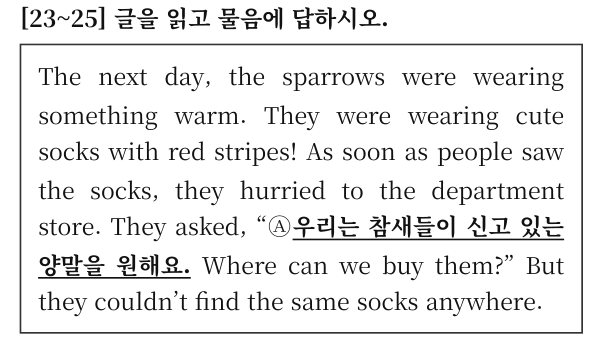 [23~25] 글을 읽고 물음에 답하시오.
The next day, the sparrows were wearing
something warm. They were wearing cute
socks with red stripes! As soon as people saw
the socks, they hurried to the department
store. They asked, “Ⓐ우리는 참새들이 신고 있는
양말을 원해요. Where can we buy them?” But
they couldn’t find the same socks anywhere.